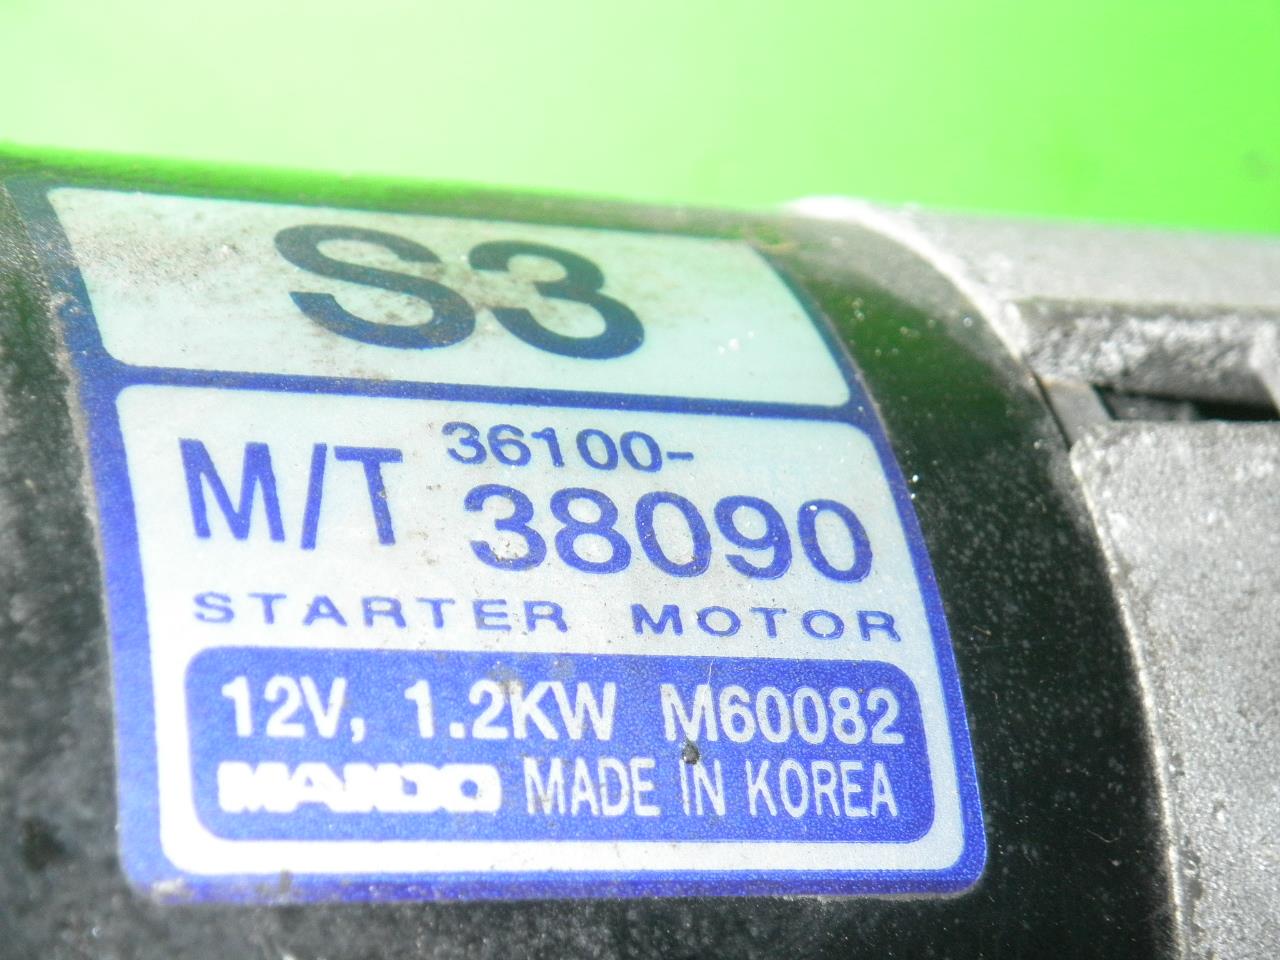 S3
M/T 36100-
38090
STARTER MOTOR
12V, 1.2KW M60082
MANDO MADE IN KOREA